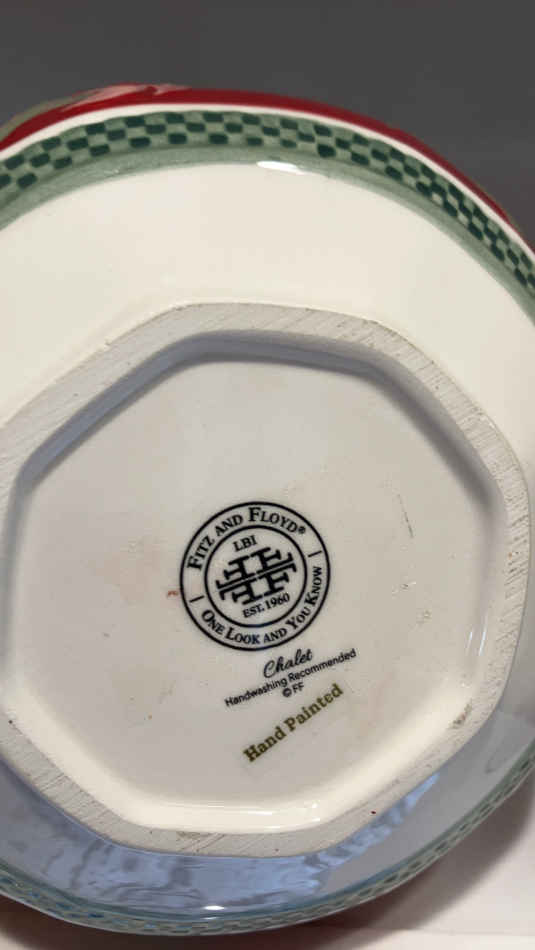 FITZ AND FLOYD®
LBI
EST. 1960
ONE LOOK AND YOU KNOW
Chalet
Handwashing Recommended
© FF
Hand Painted